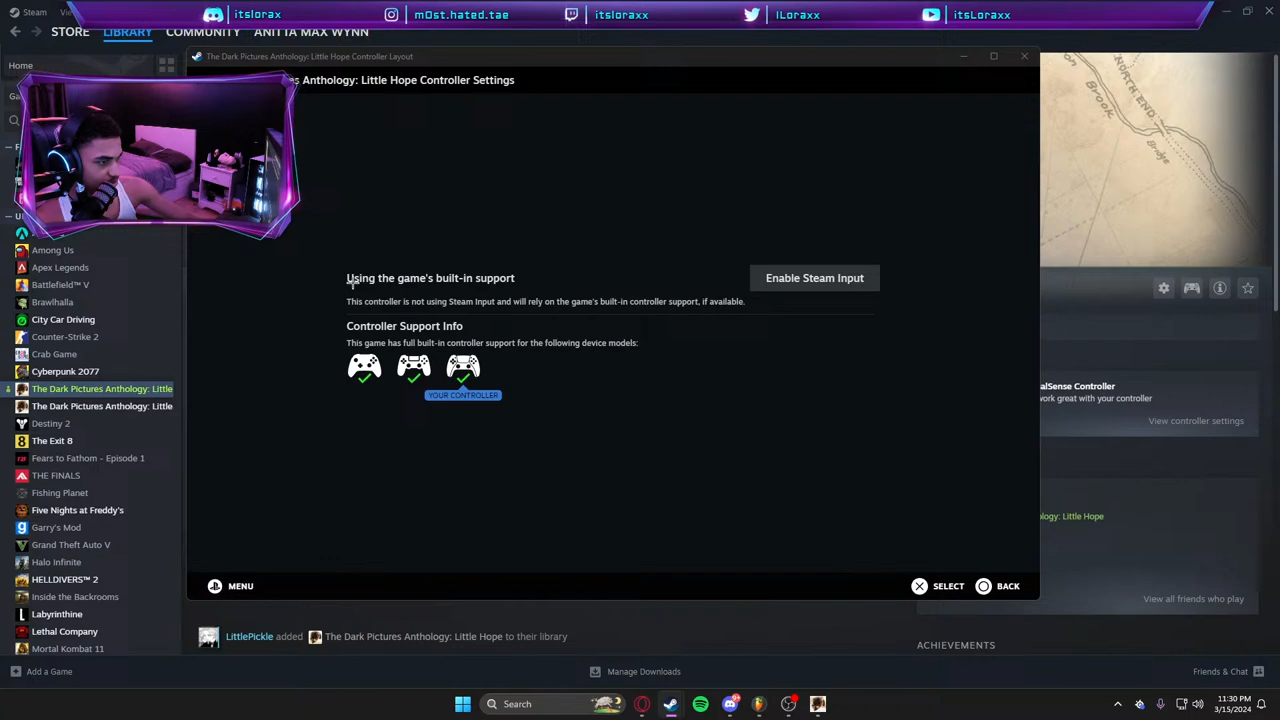 Steam
itslorax
m0st.hated.tae
itsloraxx
ILoraxx
itsLoraxx
STORE
LIBRARY
COMMUNITY
ANITTA MAX WYNN
Home
The Dark Pictures Anthology: Little Hope Controller Layout
es Anthology: Little Hope Controller Settings
Using the game's built-in support
Enable Steam Input
This controller is not using Steam Input and will rely on the game's built-in controller support, if available.
Controller Support Info
This game has full built-in controller support for the following device models:
YOUR CONTROLLER
MENU
SELECT
BACK
Among Us
Apex Legends
Battlefield™ V
Brawlhalla
City Car Driving
Counter-Strike 2
Crab Game
Cyberpunk 2077
The Dark Pictures Anthology: Little
The Dark Pictures Anthology: Little
Destiny 2
The Exit 8
Fears to Fathom - Episode 1
THE FINALS
Fishing Planet
Five Nights at Freddy's
Garry's Mod
Grand Theft Auto V
Halo Infinite
HELLDIVERS™ 2
Inside the Backrooms
Labyrinthine
Lethal Company
Mortal Kombat 11
NORTH END
Brook
Bridge
alSense Controller
work great with your controller
View controller settings
ology: Little Hope
View all friends who play
LittlePickle added The Dark Pictures Anthology: Little Hope to their library
ACHIEVEMENTS
Add a Game
Manage Downloads
Friends & Chat
Search
11:30 PM
3/15/2024